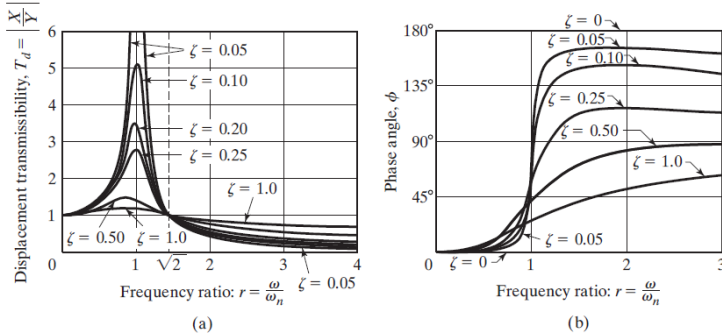 Displacement transmissibility, T_d = |X/Y|
6
5
4
3
2
1
0
1
√2
2
3
4
ζ = 0.05
ζ = 0.10
ζ = 0.20
ζ = 0.25
ζ = 1.0
ζ = 0.50
ζ = 1.0
ζ = 0.05
Frequency ratio: r = ω/ωₙ
(a)
Phase angle, ϕ
180°
135°
90°
45°
0
1
2
3
ζ = 0
ζ = 0.05
ζ = 0.10
ζ = 0.25
ζ = 0.50
ζ = 1.0
ζ = 0.05
ζ = 0
Frequency ratio: r = ω/ωₙ
(b)